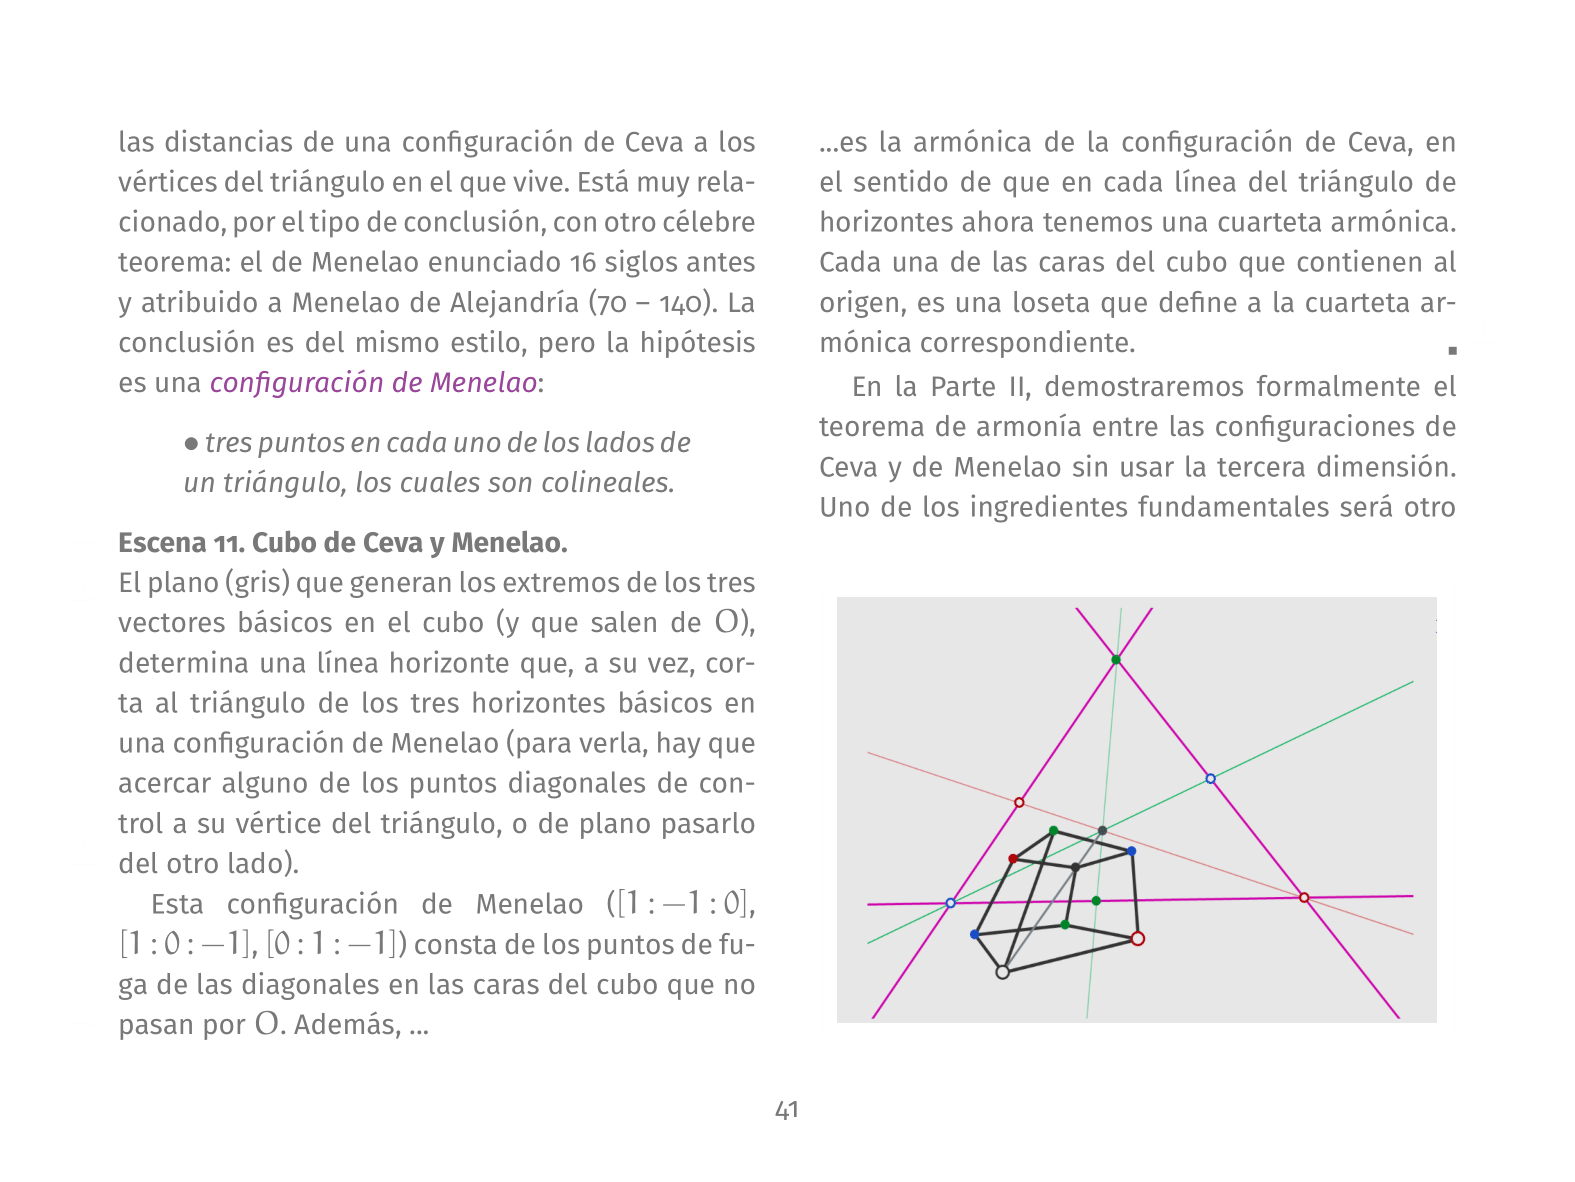 las distancias de una configuración de Ceva a los
vértices del triángulo en el que vive. Está muy rela-
cionado, por el tipo de conclusión, con otro célebre
teorema: el de Menelao enunciado 16 siglos antes
y atribuido a Menelao de Alejandría (70 – 140). La
conclusión es del mismo estilo, pero la hipótesis
es una configuración de Menelao:
● tres puntos en cada uno de los lados de
un triángulo, los cuales son colineales.
Escena 11. Cubo de Ceva y Menelao.
El plano (gris) que generan los extremos de los tres
vectores básicos en el cubo (y que salen de O),
determina una línea horizonte que, a su vez, cor-
ta al triángulo de los tres horizontes básicos en
una configuración de Menelao (para verla, hay que
acercar alguno de los puntos diagonales de con-
trol a su vértice del triángulo, o de plano pasarlo
del otro lado).
Esta configuración de Menelao ([1 : −1 : 0],
[1 : 0 : −1], [0 : 1 : −1]) consta de los puntos de fu-
ga de las diagonales en las caras del cubo que no
pasan por O. Además, ...
...es la armónica de la configuración de Ceva, en
el sentido de que en cada línea del triángulo de
horizontes ahora tenemos una cuarteta armónica.
Cada una de las caras del cubo que contienen al
origen, es una loseta que define a la cuarteta ar-
mónica correspondiente. ■
En la Parte II, demostraremos formalmente el
teorema de armonía entre las configuraciones de
Ceva y de Menelao sin usar la tercera dimensión.
Uno de los ingredientes fundamentales será otro
41